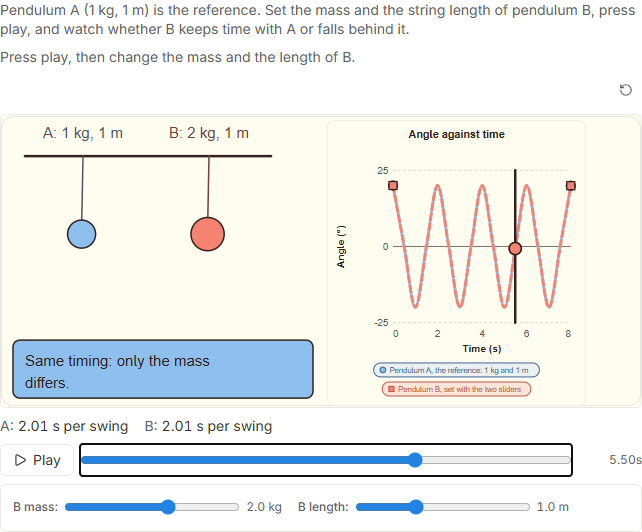 Pendulum A (1 kg, 1 m) is the reference. Set the mass and the string length of pendulum B, press
play, and watch whether B keeps time with A or falls behind it.
Press play, then change the mass and the length of B.
A: 1 kg, 1 m
B: 2 kg, 1 m
Angle against time
25
0
-25
Angle (°)
0 2 4 6 8
Time (s)
Pendulum A, the reference: 1 kg and 1 m
Pendulum B, set with the two sliders
Same timing: only the mass
differs.
A: 2.01 s per swing B: 2.01 s per swing
Play
5.50s
B mass: 2.0 kg B length: 1.0 m